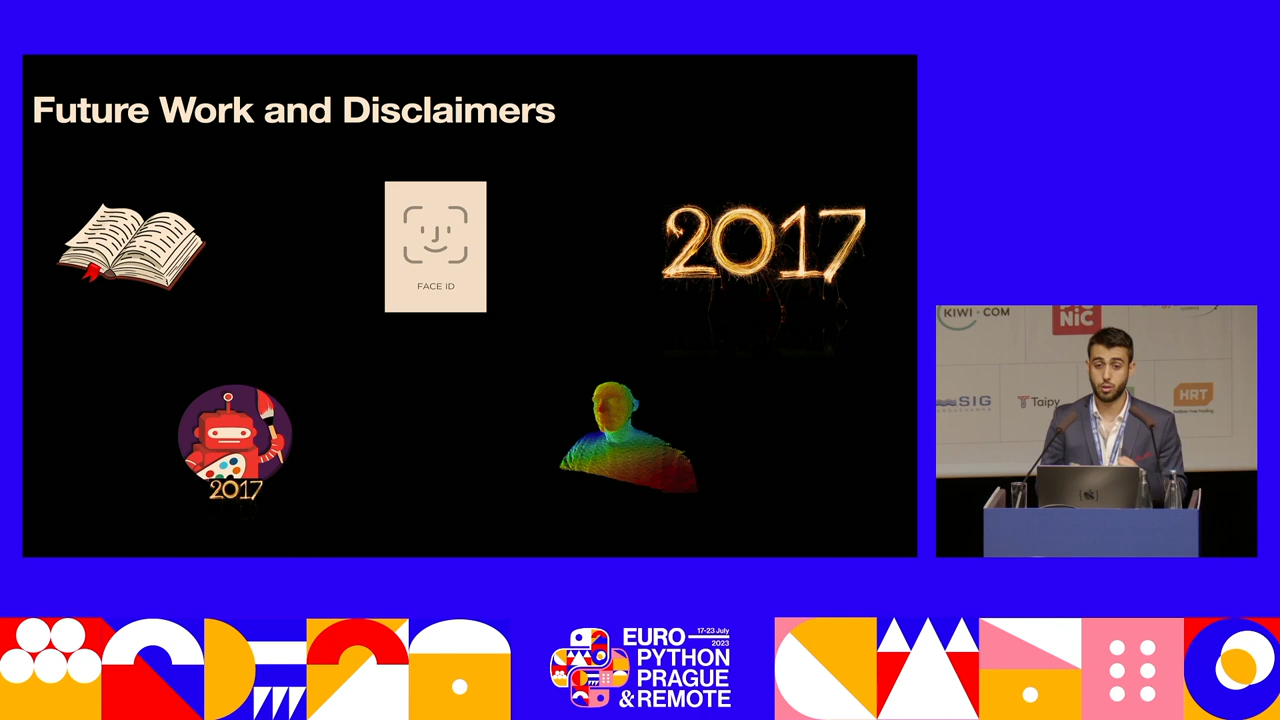 Future Work and Disclaimers
FACE ID
2017
2017
KIWI.COM
NiC
SIG
Taipy
HRT
EURO
17-23 July
2023
PYTHON
PRAGUE
& REMOTE